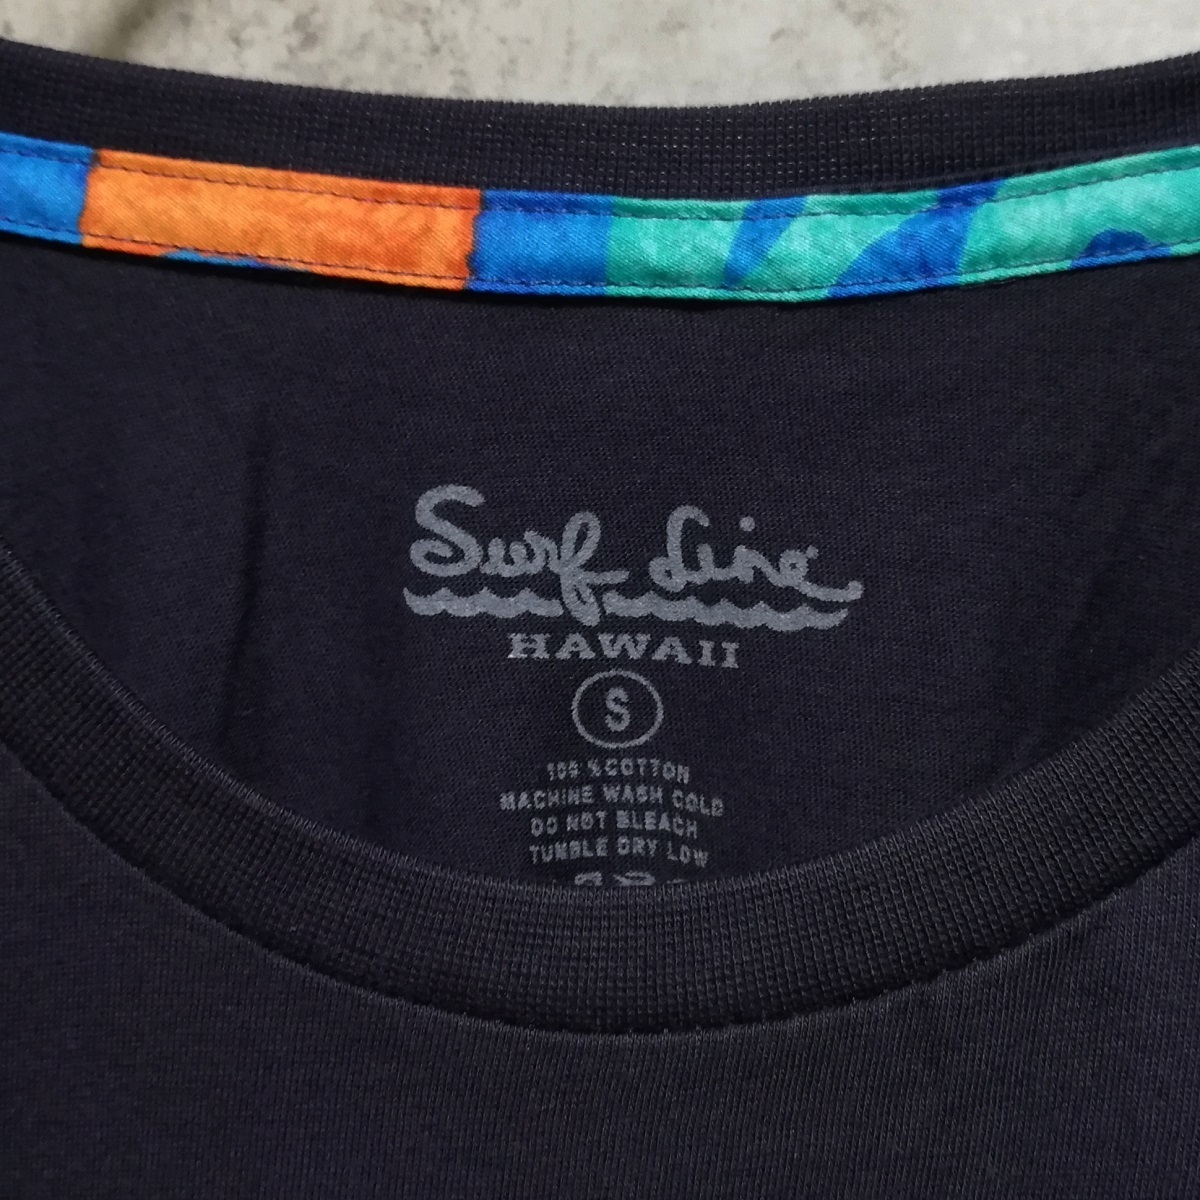 Surf Line
HAWAII
S
100 % COTTON
MACHINE WASH COLD
DO NOT BLEACH
TUMBLE DRY LOW